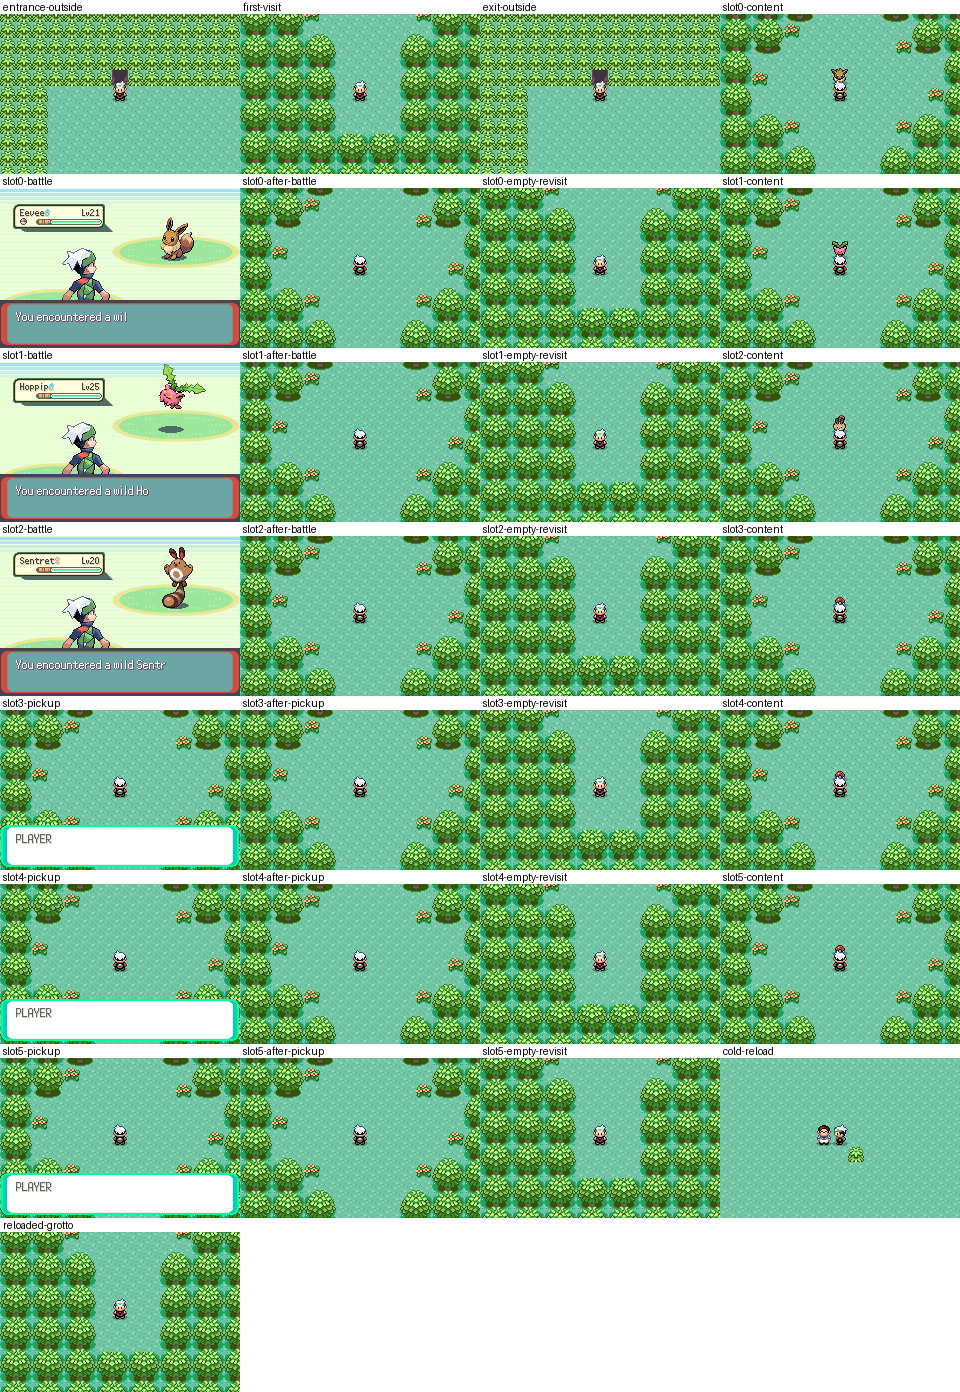 entrance-outside
first-visit
exit-outside
slot0-content
slot0-battle
slot0-after-battle
slot0-empty-revisit
slot1-content
Eevee Lv21
You encountered a wil
slot1-battle
slot1-after-battle
slot1-empty-revisit
slot2-content
Hoppip Lv25
You encountered a wild Ho
slot2-battle
slot2-after-battle
slot2-empty-revisit
slot3-content
Sentret Lv20
You encountered a wild Sentr
slot3-pickup
slot3-after-pickup
slot3-empty-revisit
slot4-content
PLAYER
slot4-pickup
slot4-after-pickup
slot4-empty-revisit
slot5-content
PLAYER
slot5-pickup
slot5-after-pickup
slot5-empty-revisit
cold-reload
PLAYER
reloaded-grotto